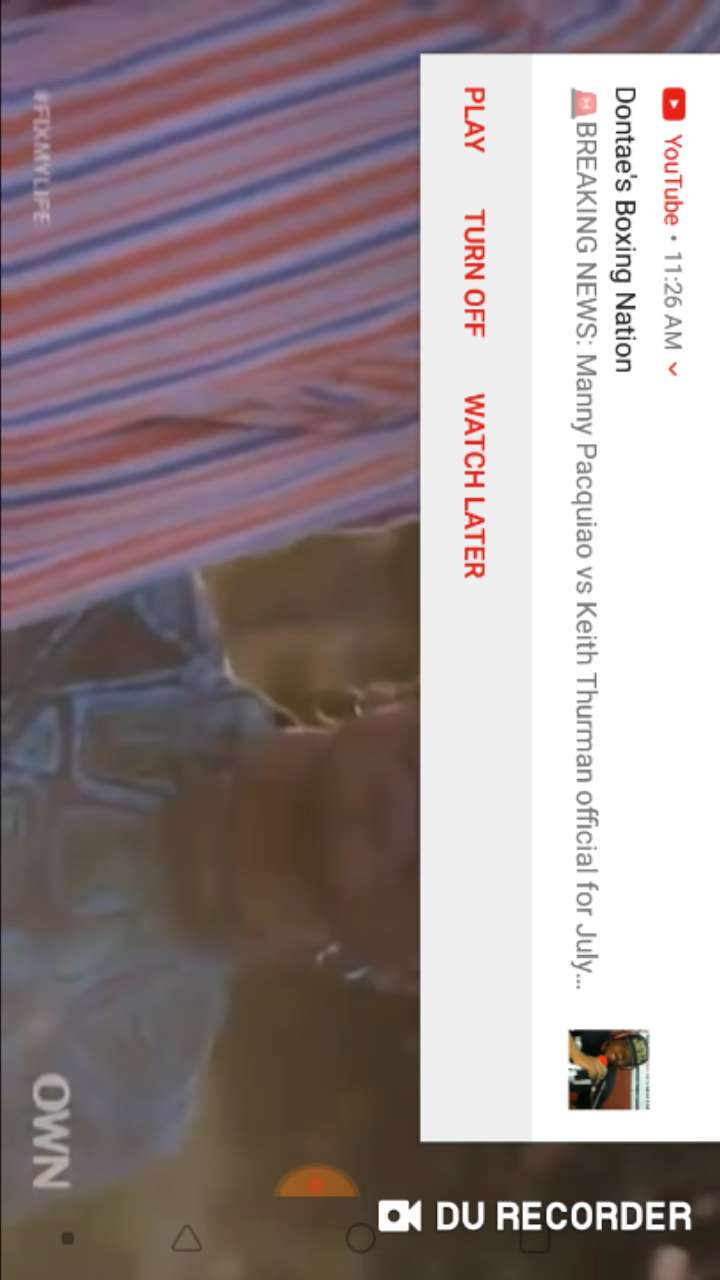 YouTube • 11:26 AM
Dontae's Boxing Nation
🚨BREAKING NEWS: Manny Pacquiao vs Keith Thurman official for July...
PLAY TURN OFF WATCH LATER
#FIXMYLIFE
OWN
DU RECORDER